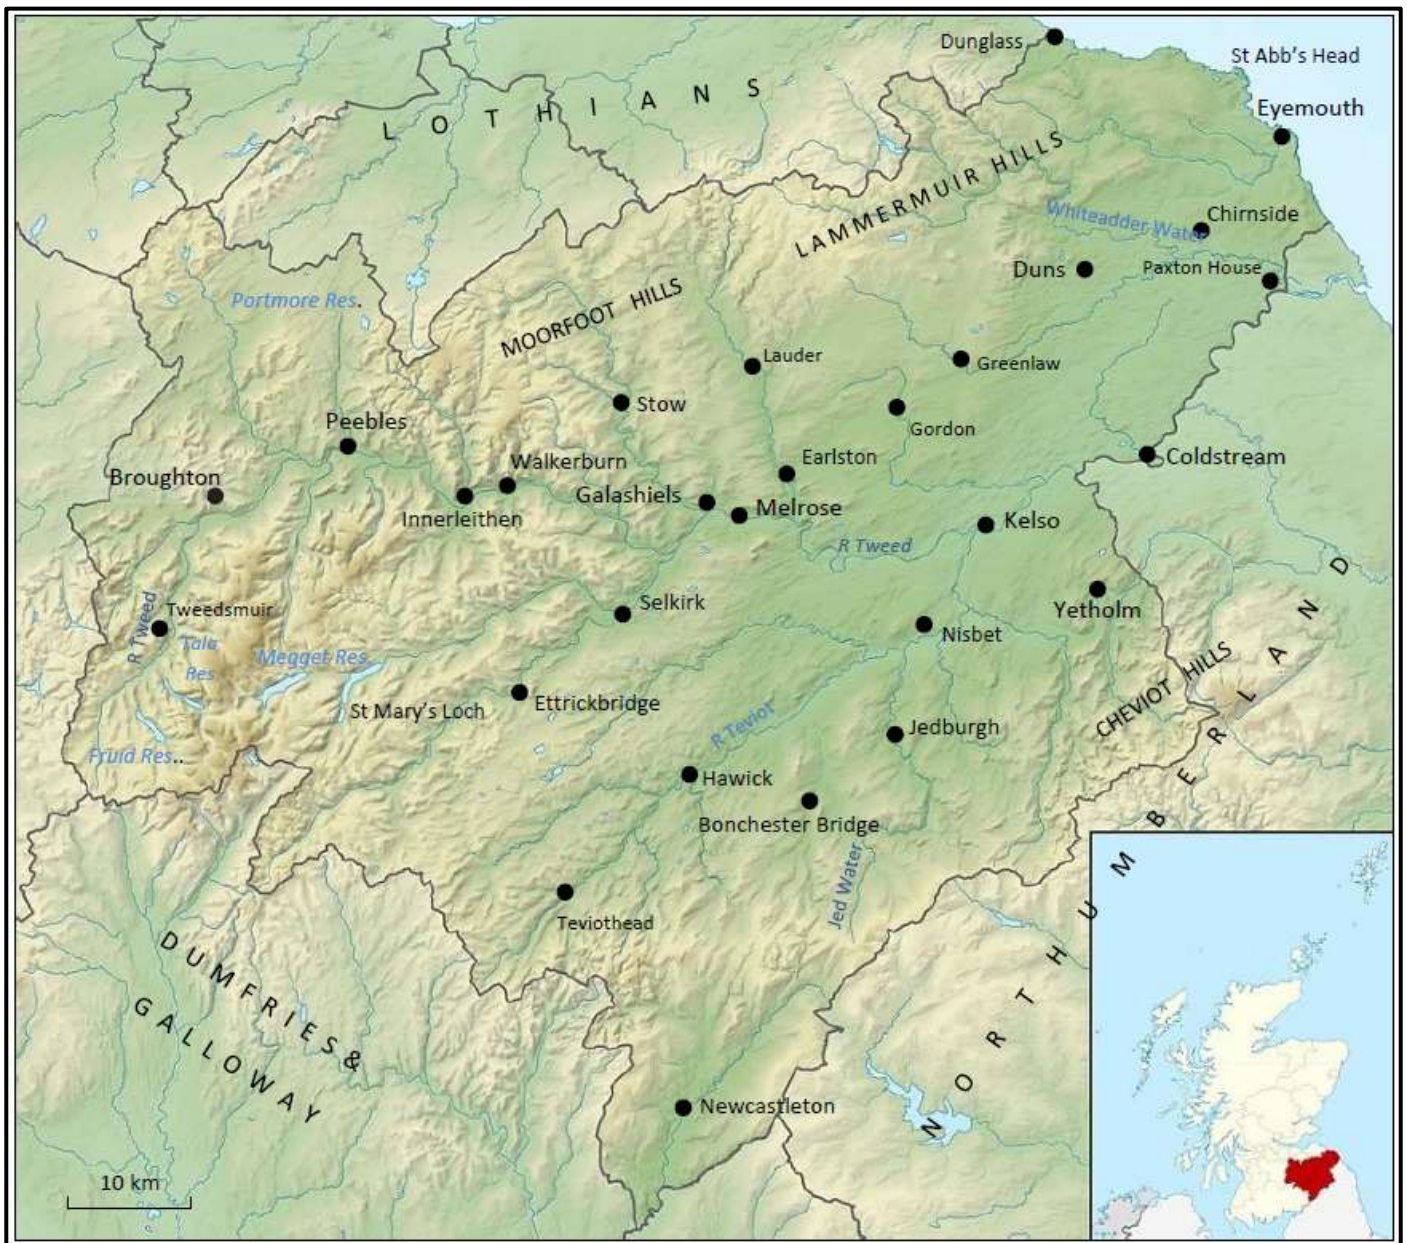 Dunglass
St Abb's Head
Eyemouth
LOTHIANS
LAMMERMUIR HILLS
Whiteadder Water
Chirnside
Duns
Paxton House
Portmore Res.
MOORFOOT HILLS
Lauder
Greenlaw
Stow
Gordon
Peebles
Earlston
Coldstream
Walkerburn
Broughton
Galashiels
Melrose
Innerleithen
Kelso
R Tweed
Selkirk
Yetholm
R Tweed
Tweedsmuir
Nisbet
Tala
Res
Megget Res.
St Mary's Loch
Ettrickbridge
CHEVIOT HILLS
R Teviot
Jedburgh
Fruid Res..
Hawick
Bonchester Bridge
Jed Water
NORTHUMBERLAND
Teviothead
DUMFRIES &
GALLOWAY
Newcastleton
10 km